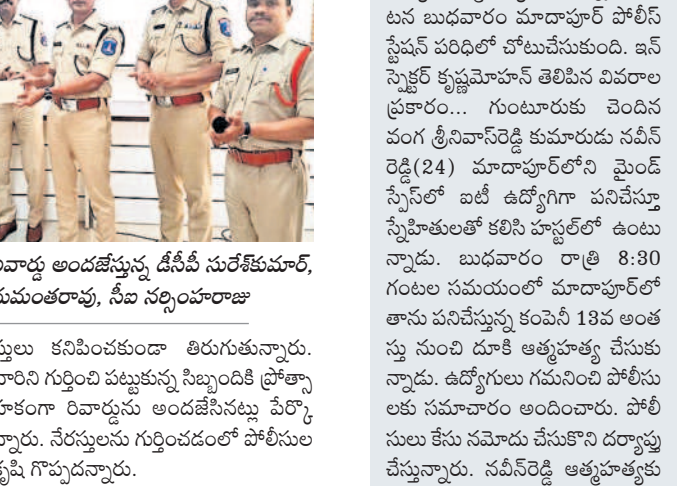 రివార్డు అందజేస్తున్న డీసీపీ సురేశ్‌కుమార్,
హనుమంతరావు, సీఐ నర్సింహరాజు
కనిపించకుండా తిరుగుతున్నారు.
వారిని గుర్తించి పట్టుకున్న సిబ్బందికి ప్రోత్సా
హకంగా రివార్డును అందజేసినట్లు పేర్కొ
న్నారు. నేరస్తులను గుర్తించడంలో పోలీసుల
కృషి గొప్పదన్నారు.
టన బుధవారం మాదాపూర్ పోలీస్
స్టేషన్ పరిధిలో చోటుచేసుకుంది. ఇన్
స్పెక్టర్ కృష్ణమోహన్ తెలిపిన వివరాల
ప్రకారం... గుంటూరుకు చెందిన
వంగ శ్రీనివాస్‌రెడ్డి కుమారుడు నవీన్
రెడ్డి(24) మాదాపూర్‌లోని మైండ్
స్పేస్‌లో ఐటీ ఉద్యోగిగా పనిచేస్తూ
స్నేహితులతో కలిసి హస్టల్‌లో ఉంటు
న్నాడు. బుధవారం రాత్రి 8:30
గంటల సమయంలో మాదాపూర్‌లో
తాను పనిచేస్తున్న కంపెనీ 13వ అంత
స్తు నుంచి దూకి ఆత్మహత్య చేసుకు
న్నాడు. ఉద్యోగులు గమనించి పోలీసు
లకు సమాచారం అందించారు. పోలీ
సులు కేసు నమోదు చేసుకొని దర్యాప్తు
చేస్తున్నారు. నవీన్‌రెడ్డి ఆత్మహత్యకు